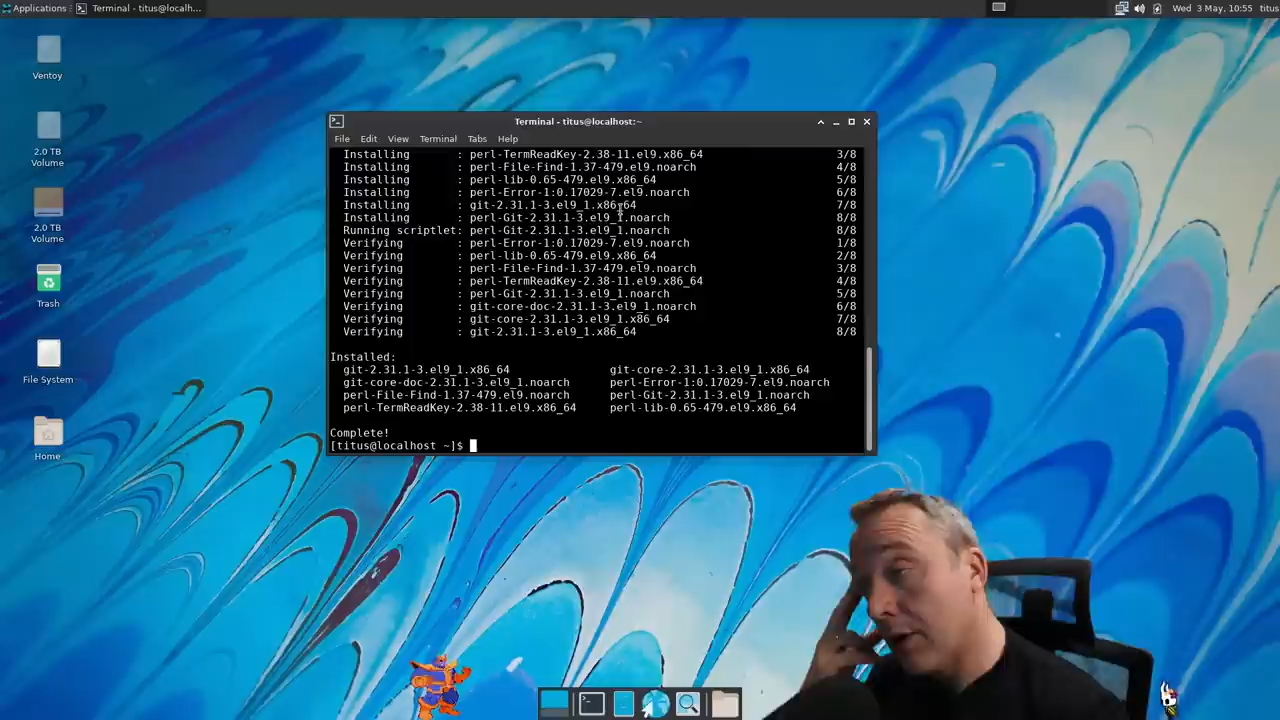 Applications
Terminal - titus@localh...
Wed 3 May, 10:55
titus
Ventoy
2.0 TB
Volume
2.0 TB
Volume
Trash
File System
Home
Terminal - titus@localhost:~
File Edit View Terminal Tabs Help
Installing : perl-TermReadKey-2.38-11.el9.x86_64 3/8
Installing : perl-File-Find-1.37-479.el9.noarch 4/8
Installing : perl-lib-0.65-479.el9.x86_64 5/8
Installing : perl-Error-1:0.17029-7.el9.noarch 6/8
Installing : git-2.31.1-3.el9_1.x86_64 7/8
Installing : perl-Git-2.31.1-3.el9_1.noarch 8/8
Running scriptlet: perl-Git-2.31.1-3.el9_1.noarch 8/8
Verifying : perl-Error-1:0.17029-7.el9.noarch 1/8
Verifying : perl-lib-0.65-479.el9.x86_64 2/8
Verifying : perl-File-Find-1.37-479.el9.noarch 3/8
Verifying : perl-TermReadKey-2.38-11.el9.x86_64 4/8
Verifying : perl-Git-2.31.1-3.el9_1.noarch 5/8
Verifying : git-core-doc-2.31.1-3.el9_1.noarch 6/8
Verifying : git-core-2.31.1-3.el9_1.x86_64 7/8
Verifying : git-2.31.1-3.el9_1.x86_64 8/8
Installed:
git-2.31.1-3.el9_1.x86_64 git-core-2.31.1-3.el9_1.x86_64
git-core-doc-2.31.1-3.el9_1.noarch perl-Error-1:0.17029-7.el9.noarch
perl-File-Find-1.37-479.el9.noarch perl-Git-2.31.1-3.el9_1.noarch
perl-TermReadKey-2.38-11.el9.x86_64 perl-lib-0.65-479.el9.x86_64
Complete!
[titus@localhost ~]$